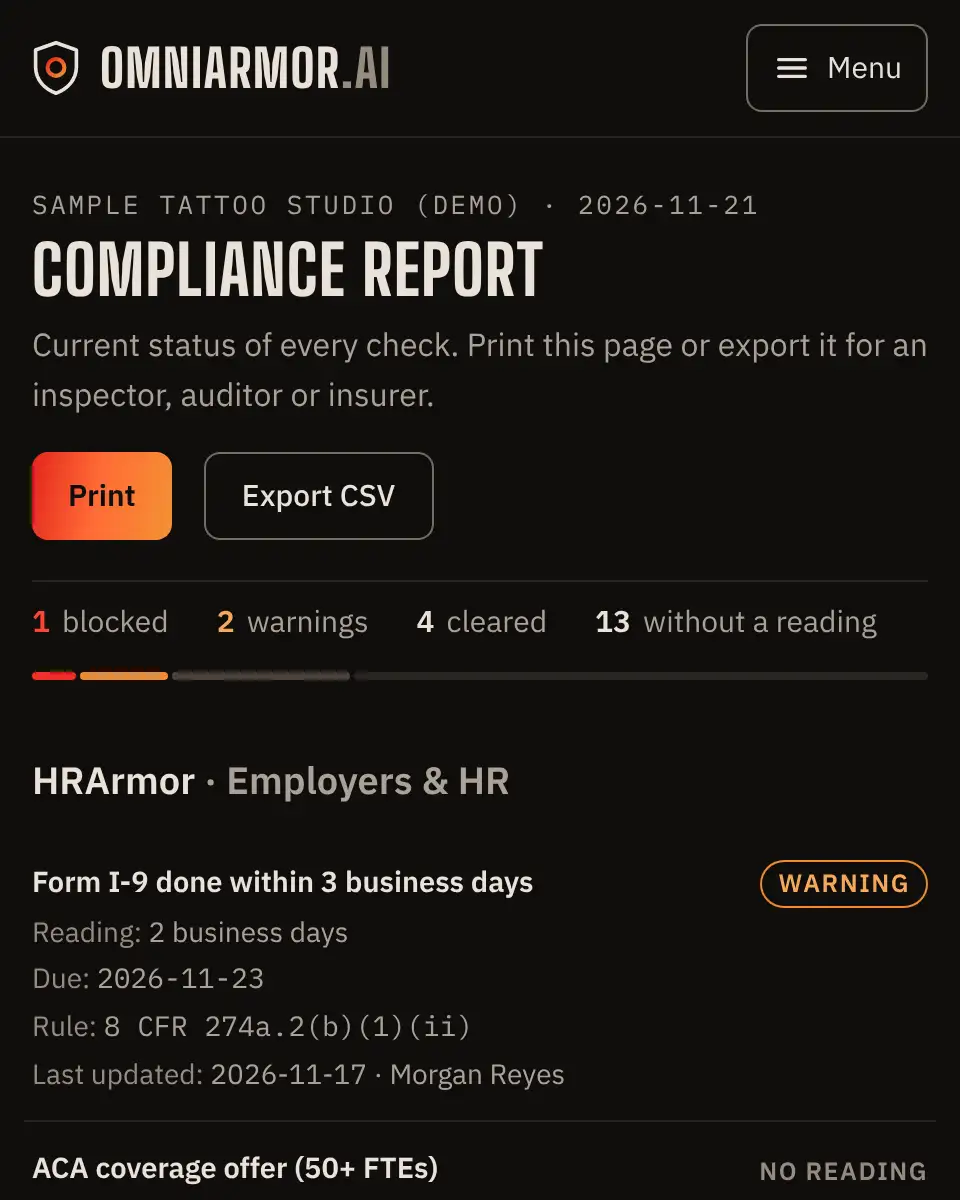 OMNIARMOR.AI
Menu
SAMPLE TATTOO STUDIO (DEMO) · 2026-11-21
COMPLIANCE REPORT
Current status of every check. Print this page or export it for an
inspector, auditor or insurer.
Print
Export CSV
1 blocked 2 warnings 4 cleared 13 without a reading
HRArmor · Employers & HR
Form I-9 done within 3 business days
WARNING
Reading: 2 business days
Due: 2026-11-23
Rule: 8 CFR 274a.2(b)(1)(ii)
Last updated: 2026-11-17 · Morgan Reyes
ACA coverage offer (50+ FTEs)
NO READING